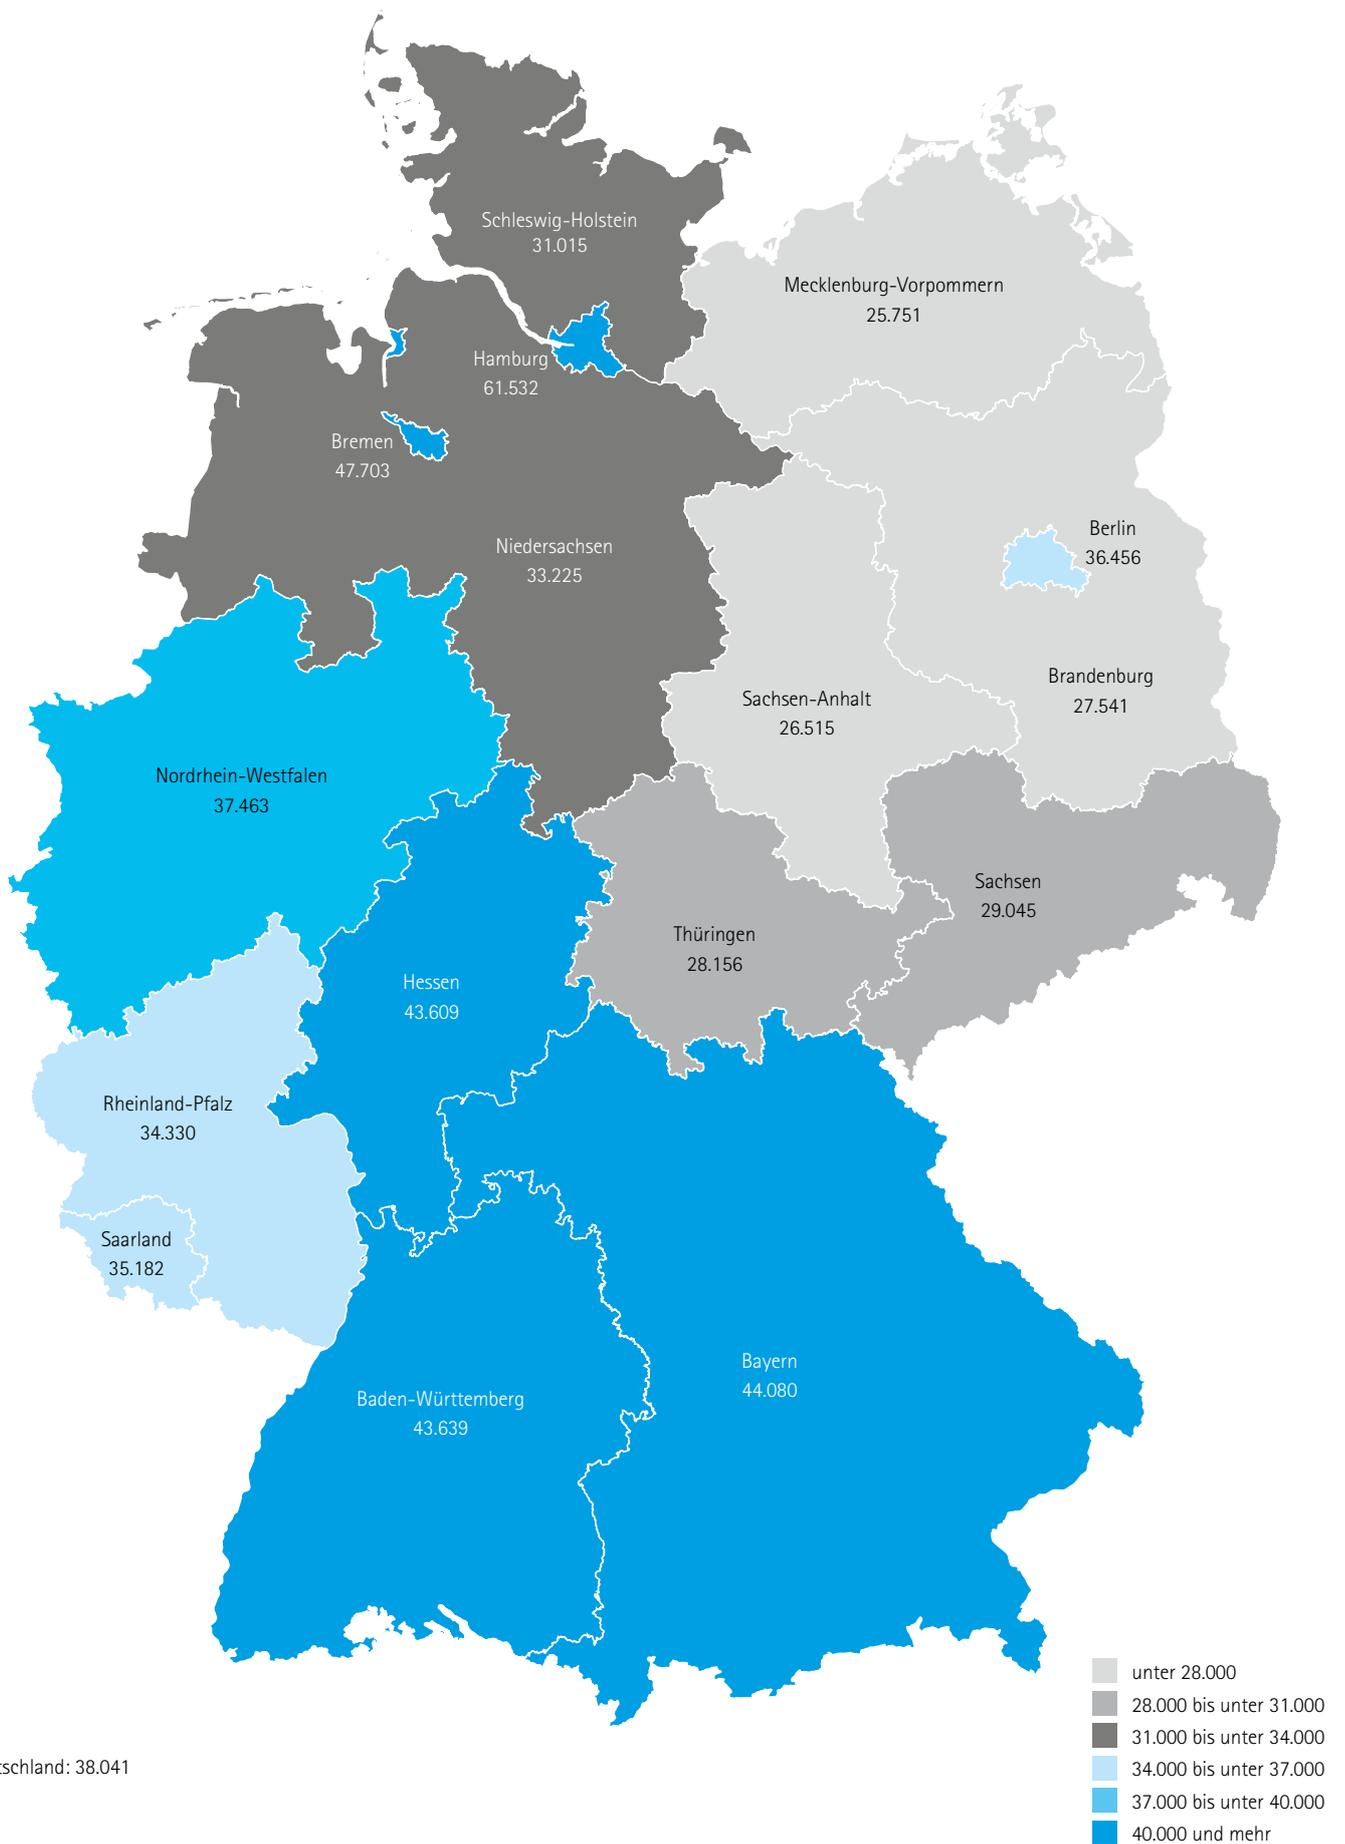 Schleswig-Holstein
31.015
Mecklenburg-Vorpommern
25.751
Hamburg
61.532
Bremen
47.703
Niedersachsen
33.225
Berlin
36.456
Brandenburg
27.541
Sachsen-Anhalt
26.515
Nordrhein-Westfalen
37.463
Sachsen
29.045
Thüringen
28.156
Hessen
43.609
Rheinland-Pfalz
34.330
Saarland
35.182
Bayern
44.080
Baden-Württemberg
43.639
unter 28.000
28.000 bis unter 31.000
31.000 bis unter 34.000
34.000 bis unter 37.000
37.000 bis unter 40.000
40.000 und mehr
tschland: 38.041